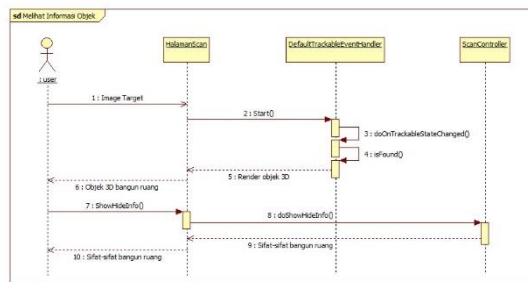 sd Melihat Informasi Objek
HalamanScan
DefaultTrackableEventHandler
ScanController
: user
1 : Image Target
2 : Start()
3 : doOnTrackableStateChanged()
4 : isFound()
5 : Render objek 3D
6 : Objek 3D bangun ruang
7 : ShowHideInfo()
8 : doShowHideInfo()
9 : Sifat-sifat bangun ruang
10 : Sifat-sifat bangun ruang